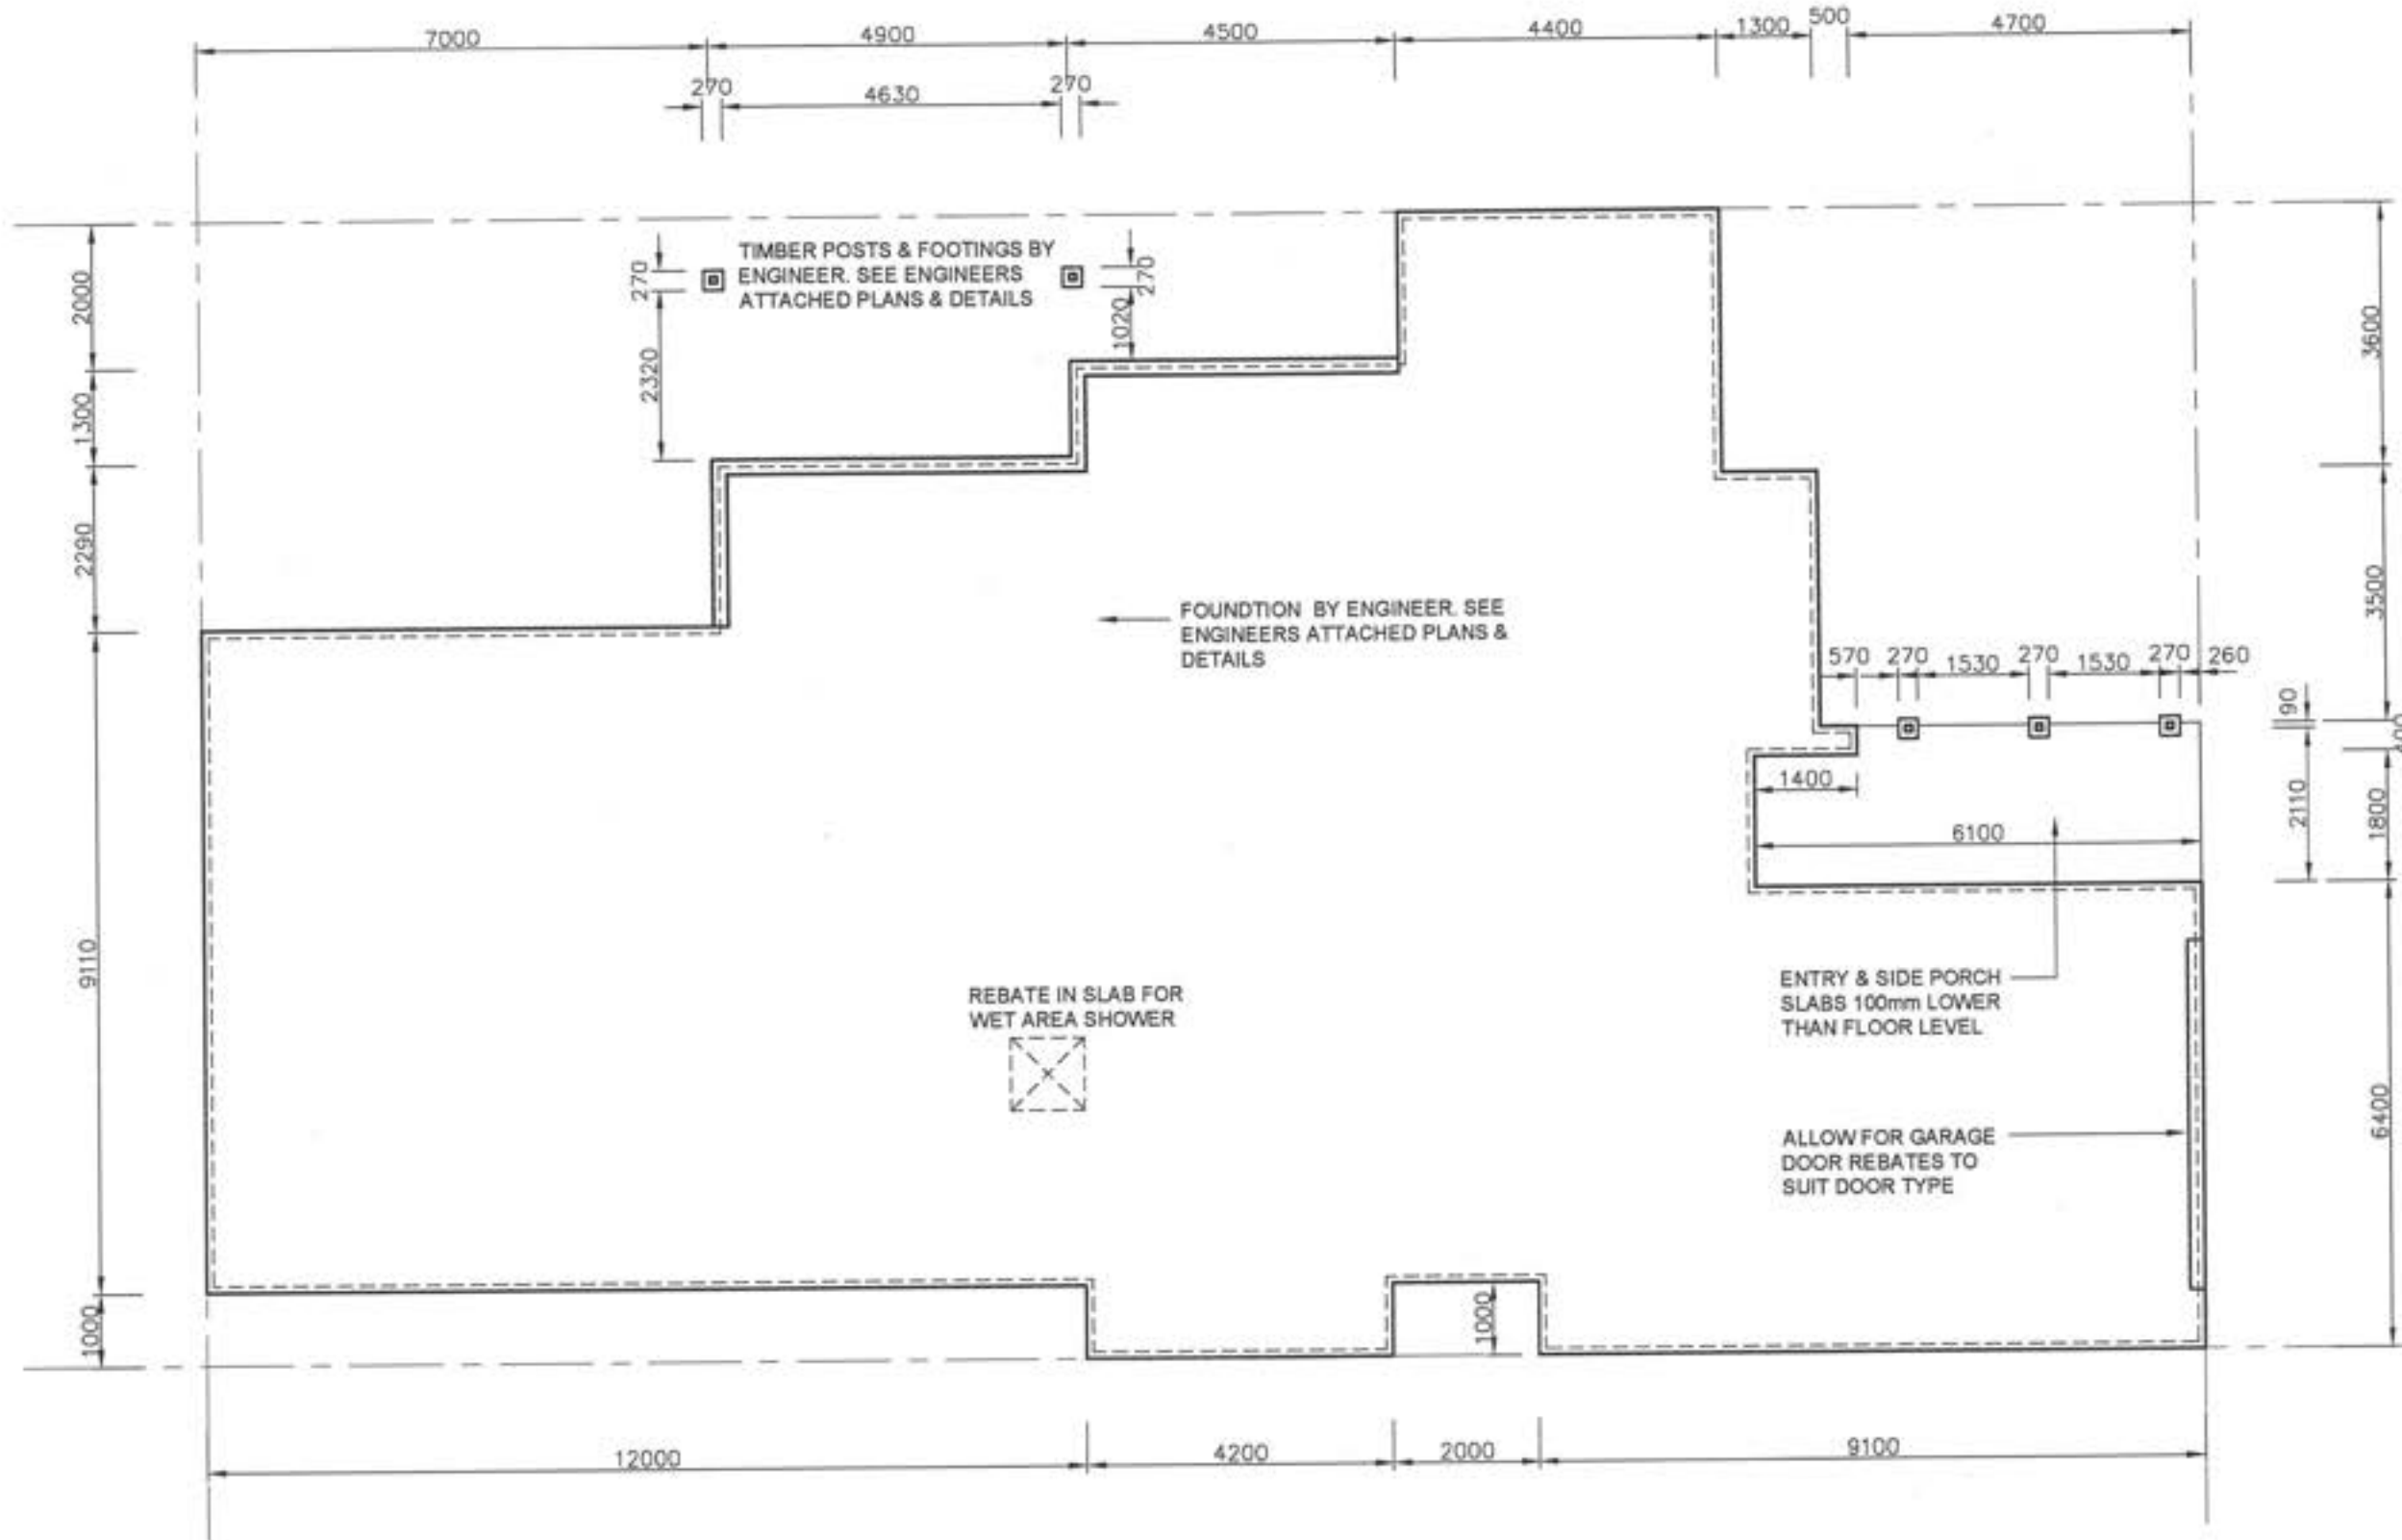 7000
4900
4500
4400
1300
500
4700
270
4630
270
TIMBER POSTS & FOOTINGS BY
ENGINEER. SEE ENGINEERS
ATTACHED PLANS & DETAILS
270
2320
270
1020
2000
1300
2290
9110
1000
3600
3500
FOUNDTION BY ENGINEER. SEE
ENGINEERS ATTACHED PLANS &
DETAILS
570
270
1530
270
1530
270
260
90
2110
1800
1400
6100
ENTRY & SIDE PORCH
SLABS 100mm LOWER
THAN FLOOR LEVEL
REBATE IN SLAB FOR
WET AREA SHOWER
ALLOW FOR GARAGE
DOOR REBATES TO
SUIT DOOR TYPE
6400
1000
12000
4200
2000
9100